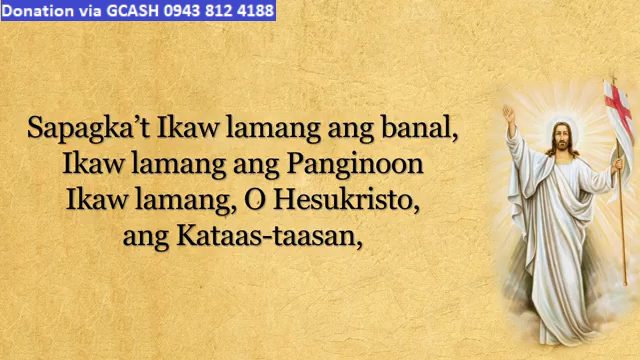 Donation via GCASH 0943 812 4188
Sapagka’t Ikaw lamang ang banal,
Ikaw lamang ang Panginoon
Ikaw lamang, O Hesukristo,
ang Kataas-taasan,